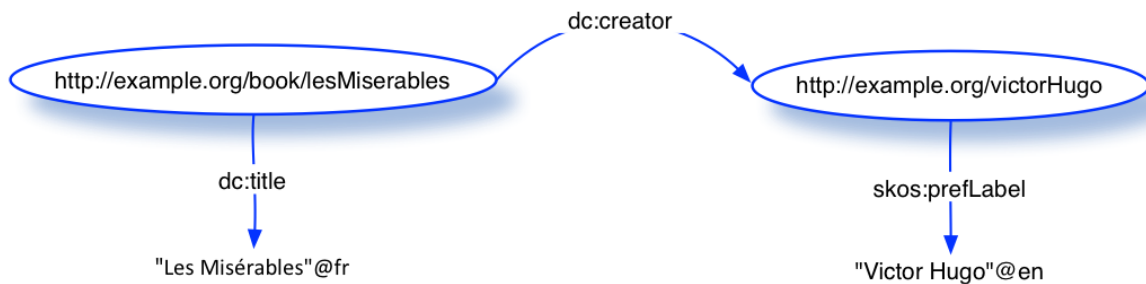 dc:creator
http://example.org/book/lesMiserables
http://example.org/victorHugo
dc:title
skos:prefLabel
"Les Misérables"@fr
"Victor Hugo"@en